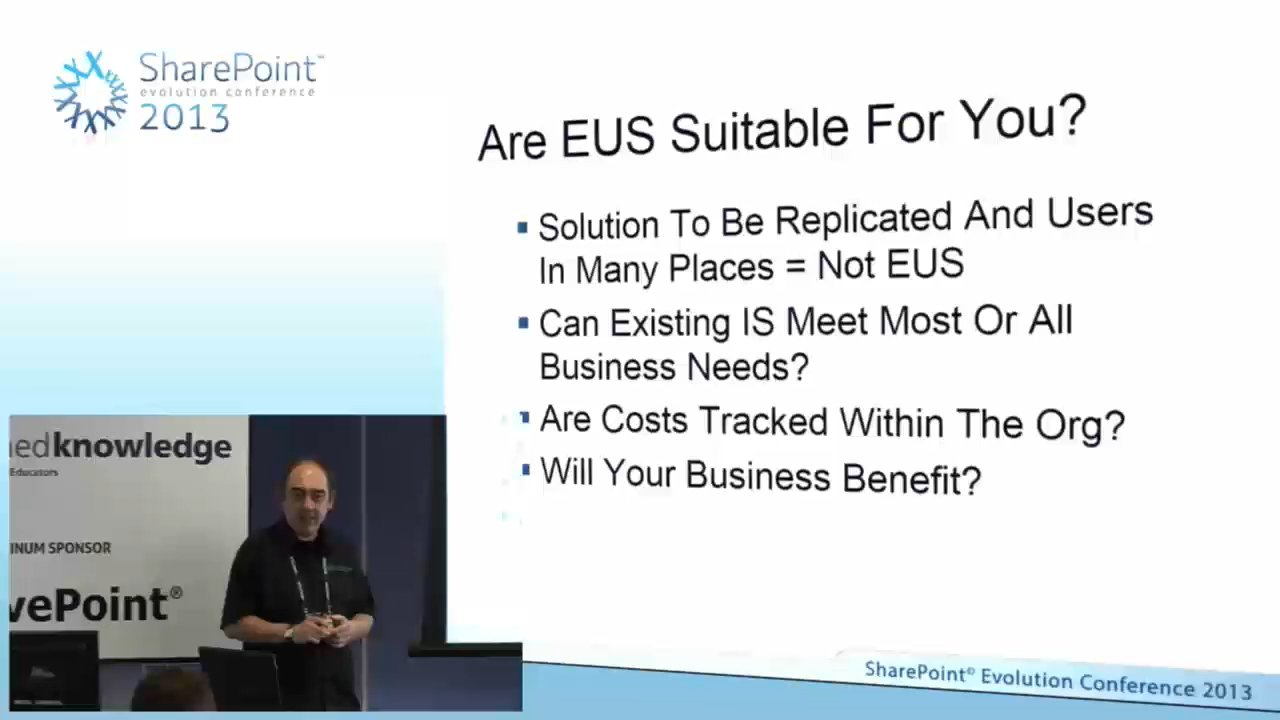 SharePoint™
evolution conference
2013
Are EUS Suitable For You?
▪ Solution To Be Replicated And Users
In Many Places = Not EUS
▪ Can Existing IS Meet Most Or All
Business Needs?
▪ Are Costs Tracked Within The Org?
▪ Will Your Business Benefit?
nedknowledge
Educators
INUM SPONSOR
vePoint®
SharePoint® Evolution Conference 2013